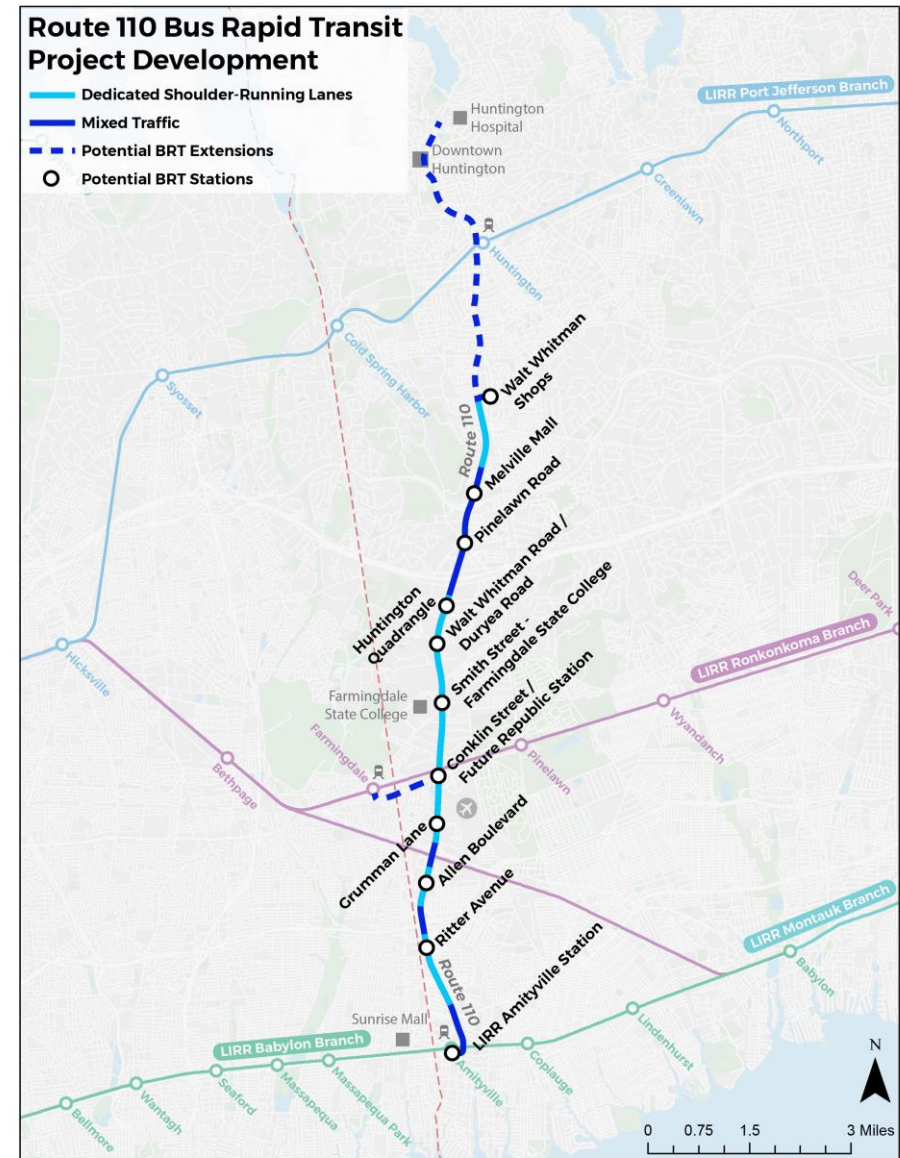 Route 110 Bus Rapid Transit
Project Development
Dedicated Shoulder-Running Lanes
Mixed Traffic
Potential BRT Extensions
Potential BRT Stations
LIRR Port Jefferson Branch
Huntington
Hospital
Downtown
Huntington
Northport
Greenlawn
Huntington
Cold Spring Harbor
Syosset
Hicksville
Walt Whitman
Shops
Route 110
Melville Mall
Pinelawn Road
Huntington
Quadrangle
Walt Whitman Road /
Duryea Road
Smith Street -
Farmingdale State College
Farmingdale
State College
Deer Park
LIRR Ronkonkoma Branch
Wyandanch
Pinelawn
Conklin Street /
Future Republic Station
Farmingdale
Bethpage
Grumman Lane
Allen Boulevard
Ritter Avenue
Route 110
LIRR Amityville Station
LIRR Montauk Branch
Babylon
Lindenhurst
Copiague
Amityville
Sunrise Mall
LIRR Babylon Branch
Massapequa Park
Massapequa
Seaford
Wantagh
Bellmore
N
0 0.75 1.5 3 Miles